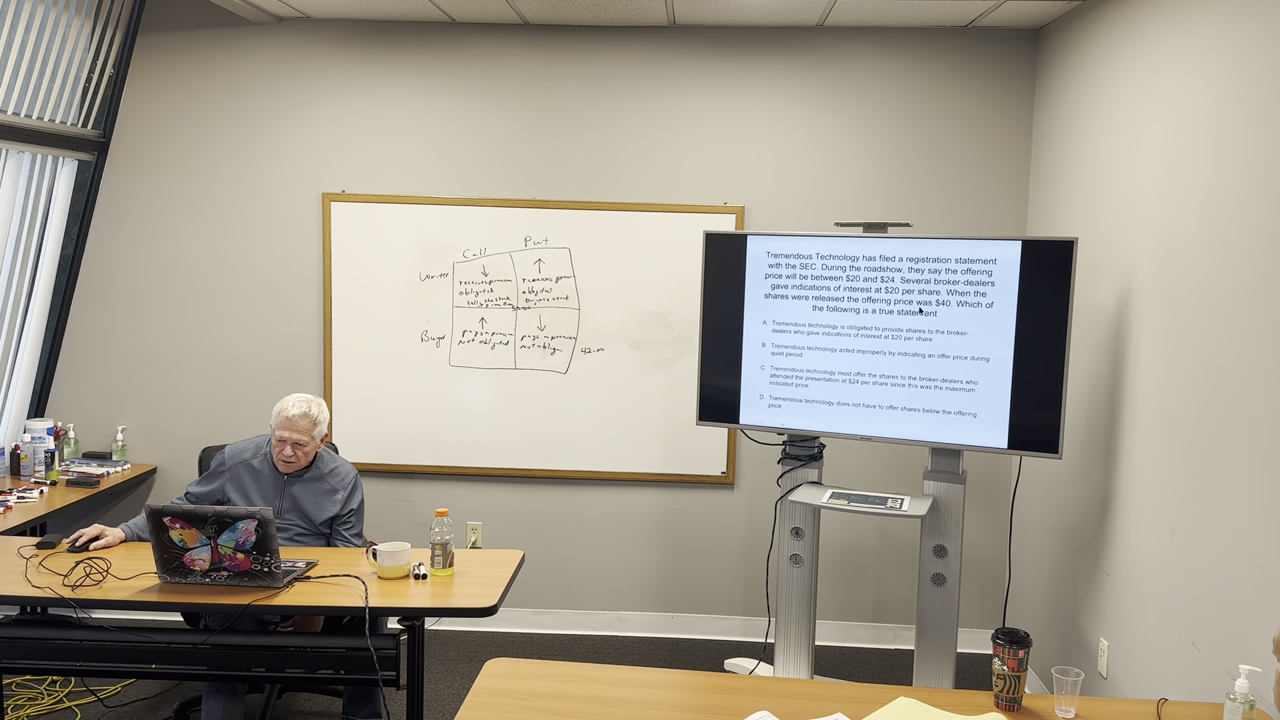 Call Put
Writer
receives premium
obligated
obligated
Buyer
pays premium
not obligated
42.00
Tremendous Technology has filed a registration statement
with the SEC. During the roadshow, they say the offering
price will be between $20 and $24. Several broker-dealers
gave indications of interest at $20 per share. When the
shares were released the offering price was $40. Which of
the following is a true statement
A. Tremendous technology is obligated to provide shares to the broker-
dealers who gave indications of interest at $20 per share
B. Tremendous technology acted improperly by indicating an offer price during
quiet period
C. Tremendous technology must offer the shares to the broker-dealers who
attended the presentation at $24 per share since this was the maximum
indicated price.
D. Tremendous technology does not have to offer shares below the offering
price.